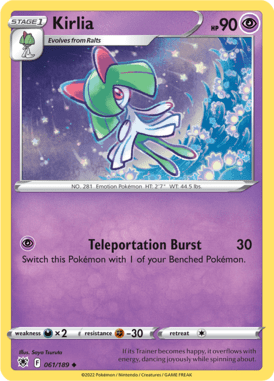 STAGE 1 Kirlia HP 90
Evolves from Ralts
NO. 281 Emotion Pokémon HT: 2'7" WT: 44.5 lbs.
Teleportation Burst 30
Switch this Pokémon with 1 of your Benched Pokémon.
weakness ×2 resistance -30 retreat
Illus. Saya Tsuruta
If its Trainer becomes happy, it overflows with
energy, dancing joyously while spinning about.
061/189
©2022 Pokémon / Nintendo / Creatures / GAME FREAK